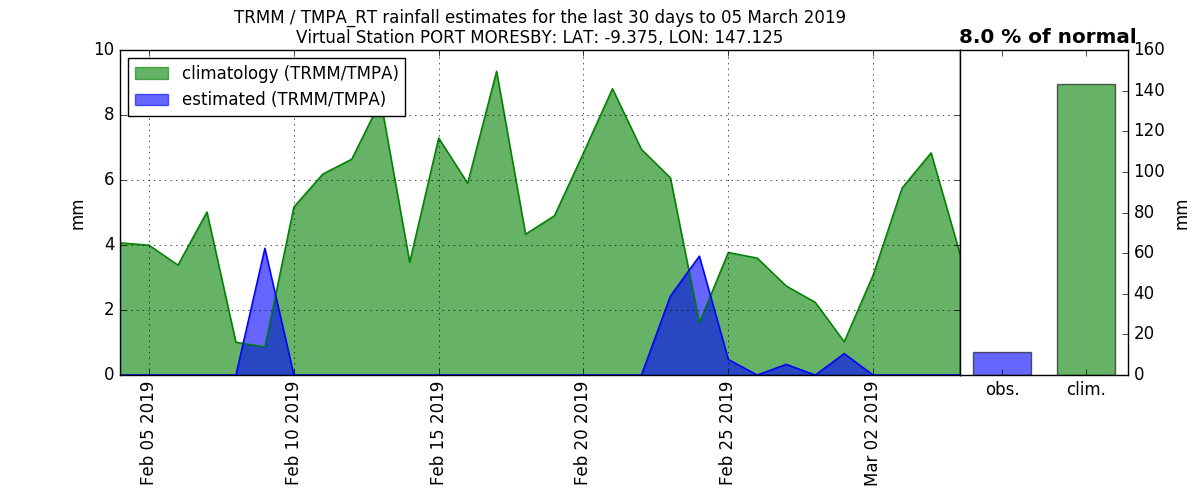 TRMM / TMPA_RT rainfall estimates for the last 30 days to 05 March 2019
Virtual Station PORT MORESBY: LAT: -9.375, LON: 147.125
8.0 % of normal
climatology (TRMM/TMPA)
estimated (TRMM/TMPA)
10
8
6
4
2
0
mm
Feb 05 2019
Feb 10 2019
Feb 15 2019
Feb 20 2019
Feb 25 2019
Mar 02 2019
160
140
120
100
80
60
40
20
0
mm
obs.
clim.